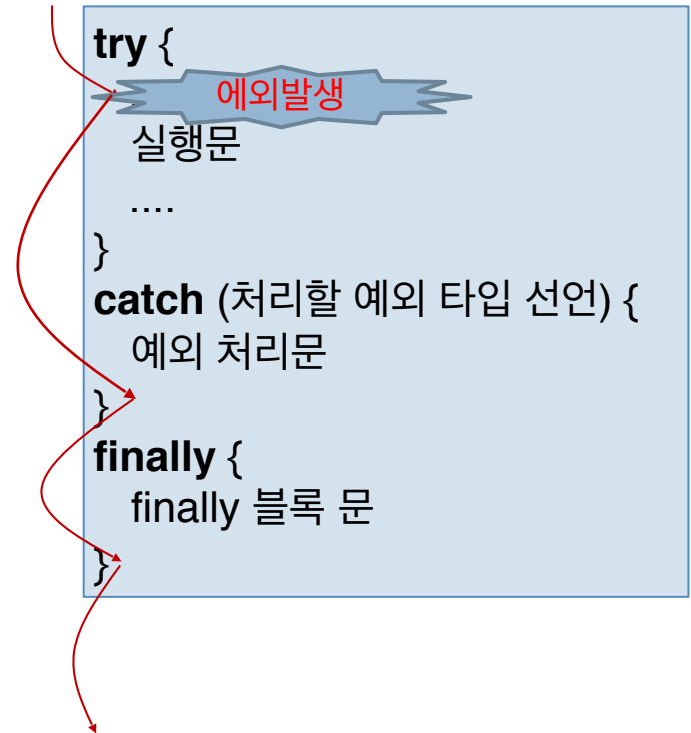 try {
에외발생
실행문
....
}
catch (처리할 예외 타입 선언) {
예외 처리문
}
finally {
finally 블록 문
}